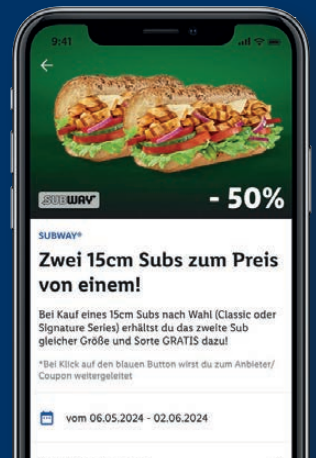 9:41
SUBWAY
- 50%
SUBWAY®
Zwei 15cm Subs zum Preis
von einem!
Bei Kauf eines 15cm Subs nach Wahl (Classic oder
Signature Series) erhältst du das zweite Sub
gleicher Größe und Sorte GRATIS dazu!
*Bei Klick auf den blauen Button wirst du zum Anbieter/
Coupon weitergeleitet
vom 06.05.2024 - 02.06.2024